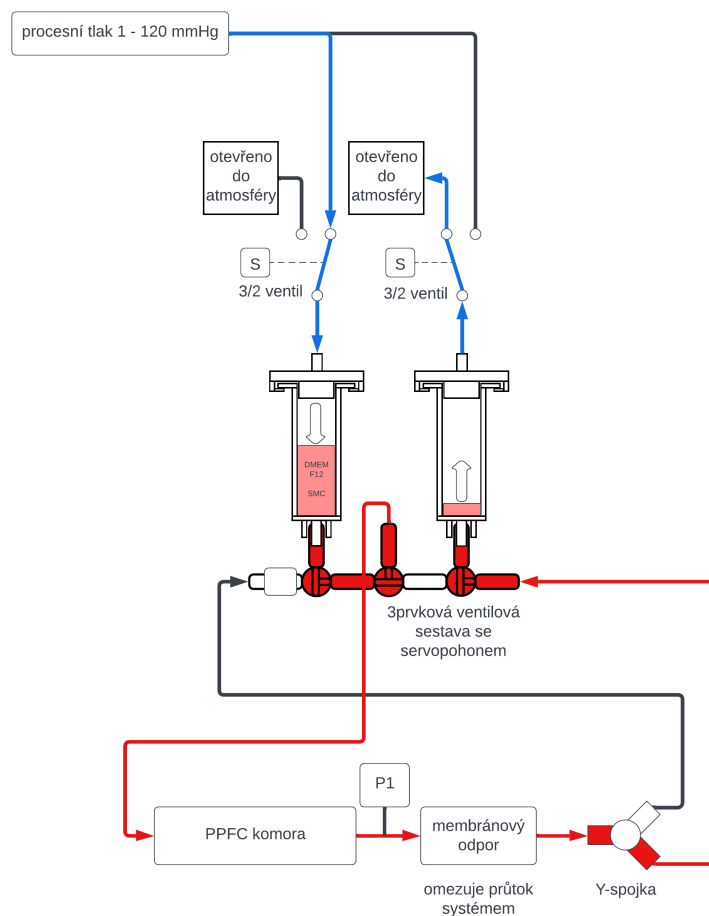 procesní tlak 1 - 120 mmHg
otevřeno
do
atmosféry
otevřeno
do
atmosféry
S
3/2 ventil
S
3/2 ventil
DMEM
F12
SMC
3prvková ventilová
sestava se
servopohonem
P1
PPFC komora
membránový
odpor
omezuje průtok
systémem
Y-spojka